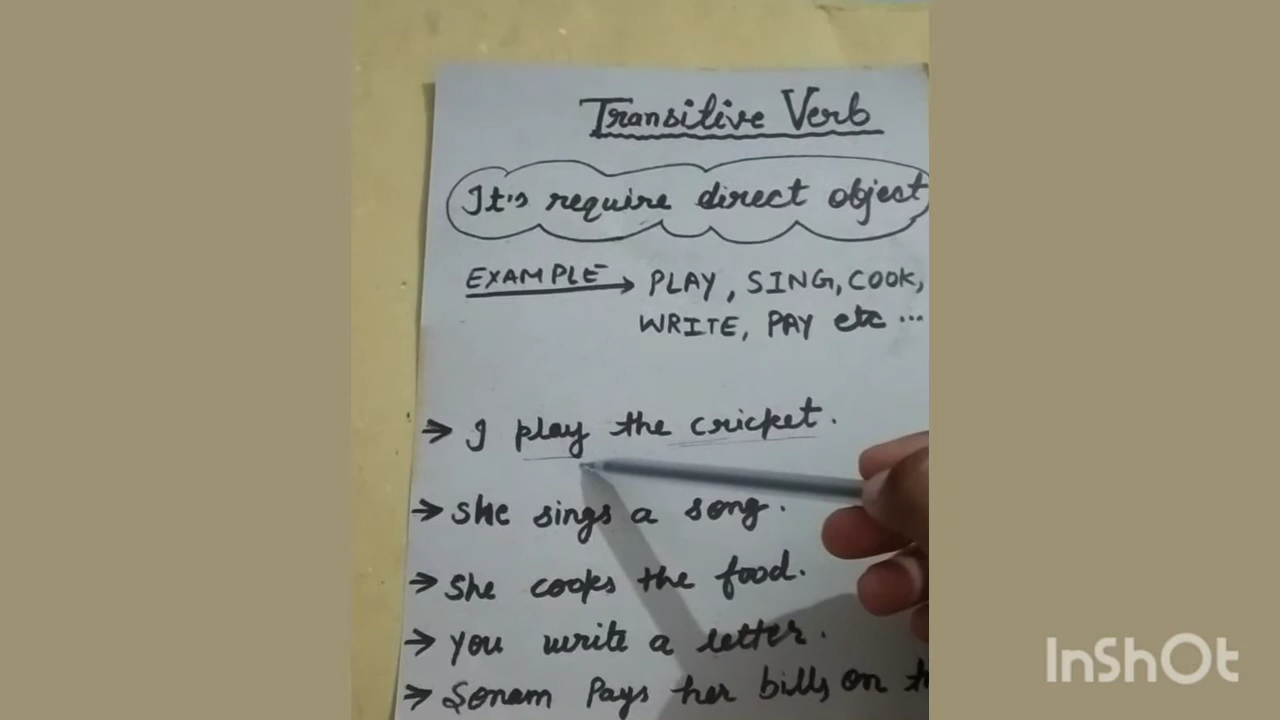 Transitive Verb
It's require direct object
EXAMPLE → PLAY, SING, COOK,
WRITE, PAY etc ...
→ I play the cricket.
→ She sings a song.
→ She cooks the food.
→ You write a letter.
→ Sonam Pays her bills on
InShOt